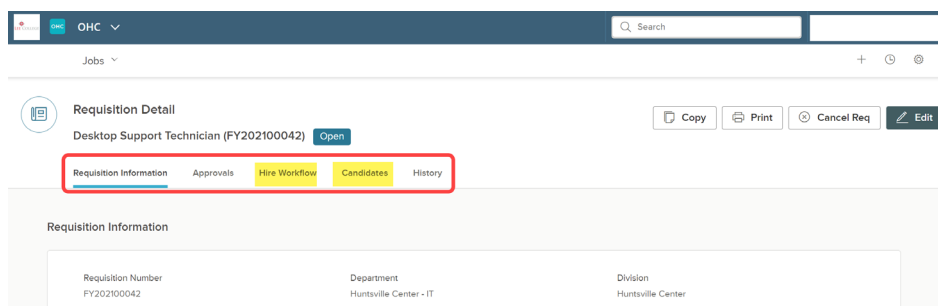 OHC OHC Search
Jobs
Requisition Detail
Desktop Support Technician (FY202100042) Open
Copy Print Cancel Req Edit
Requisition Information Approvals Hire Workflow Candidates History
Requisition Information
Requisition Number Department Division
FY202100042 Huntsville Center - IT Huntsville Center